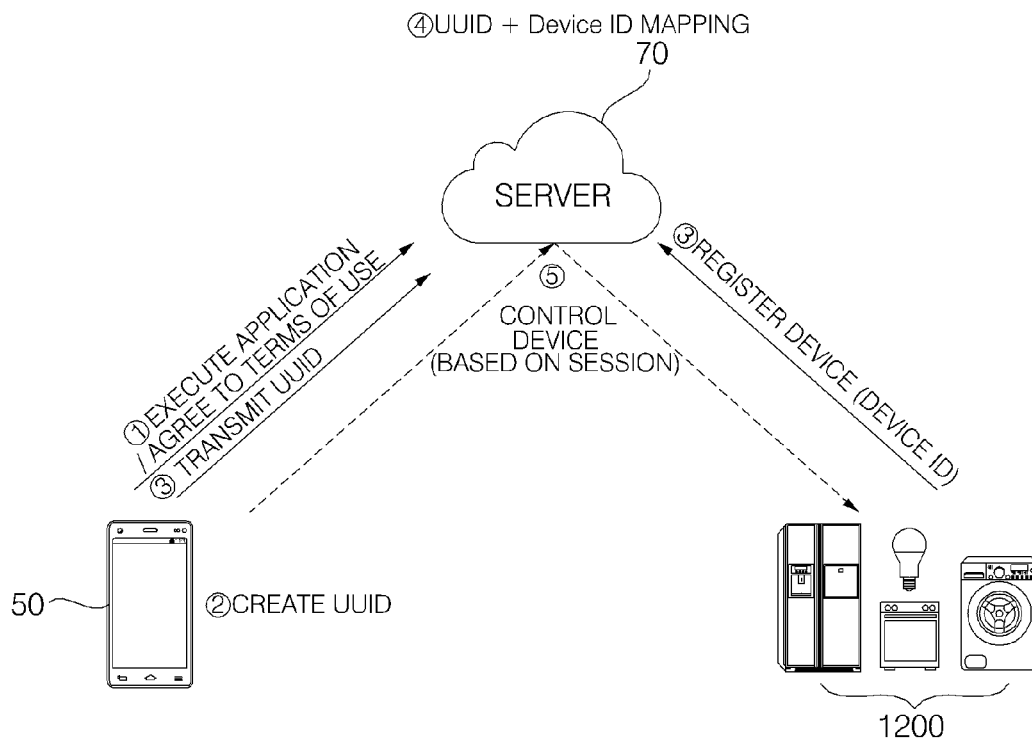 ④UUID + Device ID MAPPING
70
SERVER
①EXECUTE APPLICATION
/ AGREE TO TERMS OF USE
③ TRANSMIT UUID
⑤
CONTROL
DEVICE
(BASED ON SESSION)
③REGISTER DEVICE (DEVICE ID)
50
②CREATE UUID
1200